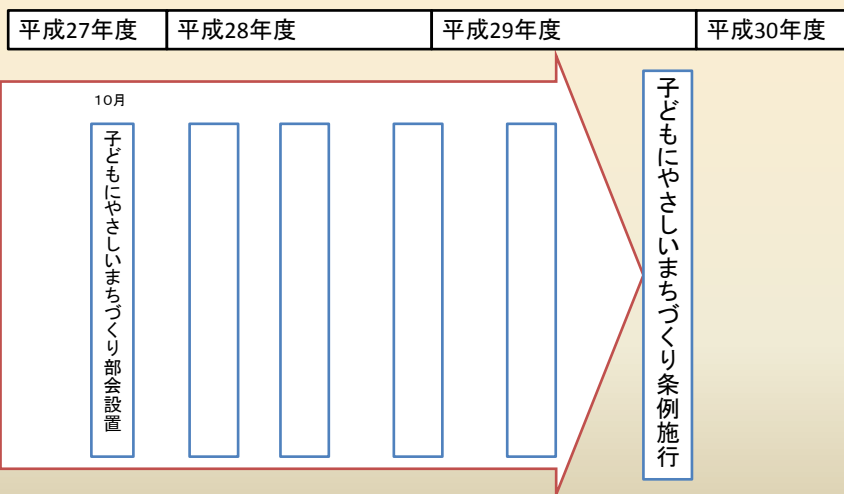 平成27年度
平成28年度
平成29年度
平成30年度
10月
子どもにやさしいまちづくり部会設置
子どもにやさしいまちづくり条例施行